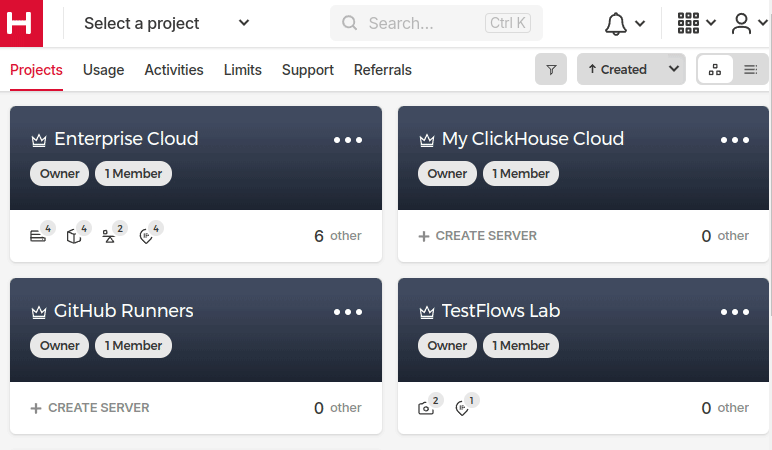 H Select a project Search... Ctrl K
Projects Usage Activities Limits Support Referrals ↑ Created
Enterprise Cloud
Owner 1 Member
4 4 2 IP 4 6 other
My ClickHouse Cloud
Owner 1 Member
+ CREATE SERVER 0 other
GitHub Runners
Owner 1 Member
+ CREATE SERVER 0 other
TestFlows Lab
Owner 1 Member
2 IP 1 0 other